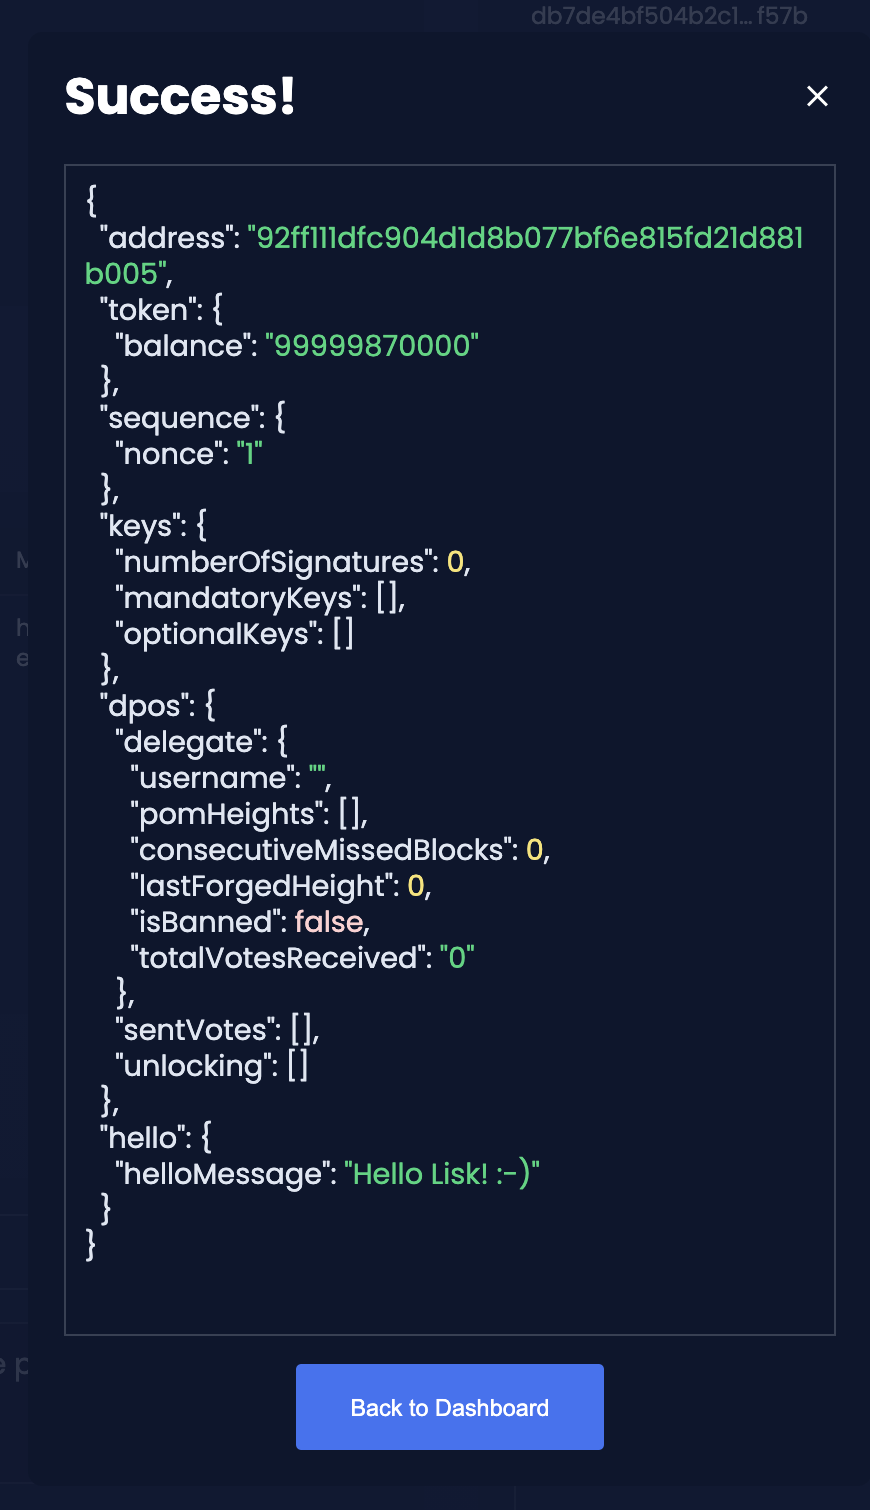 db7de4bf504b2c1... f57b
Success!
{
"address": "92ff111dfc904d1d8b077bf6e815fd21d881
b005",
"token": {
"balance": "99999870000"
},
"sequence": {
"nonce": "1"
},
"keys": {
"numberOfSignatures": 0,
"mandatoryKeys": [],
"optionalKeys": []
},
"dpos": {
"delegate": {
"username": "",
"pomHeights": [],
"consecutiveMissedBlocks": 0,
"lastForgedHeight": 0,
"isBanned": false,
"totalVotesReceived": "0"
},
"sentVotes": [],
"unlocking": []
},
"hello": {
"helloMessage": "Hello Lisk! :-)"
}
}
Back to Dashboard